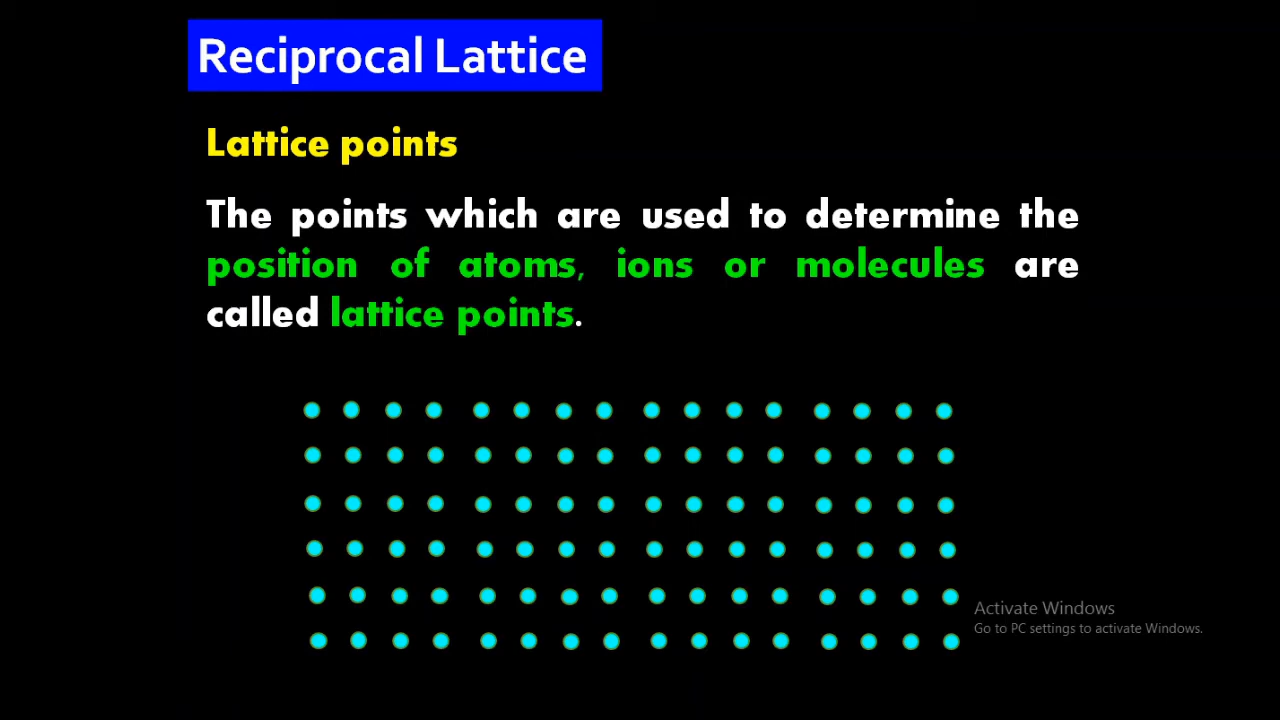 Reciprocal Lattice
Lattice points
The points which are used to determine the
position of atoms, ions or molecules are
called lattice points.
Activate Windows
Go to PC settings to activate Windows.